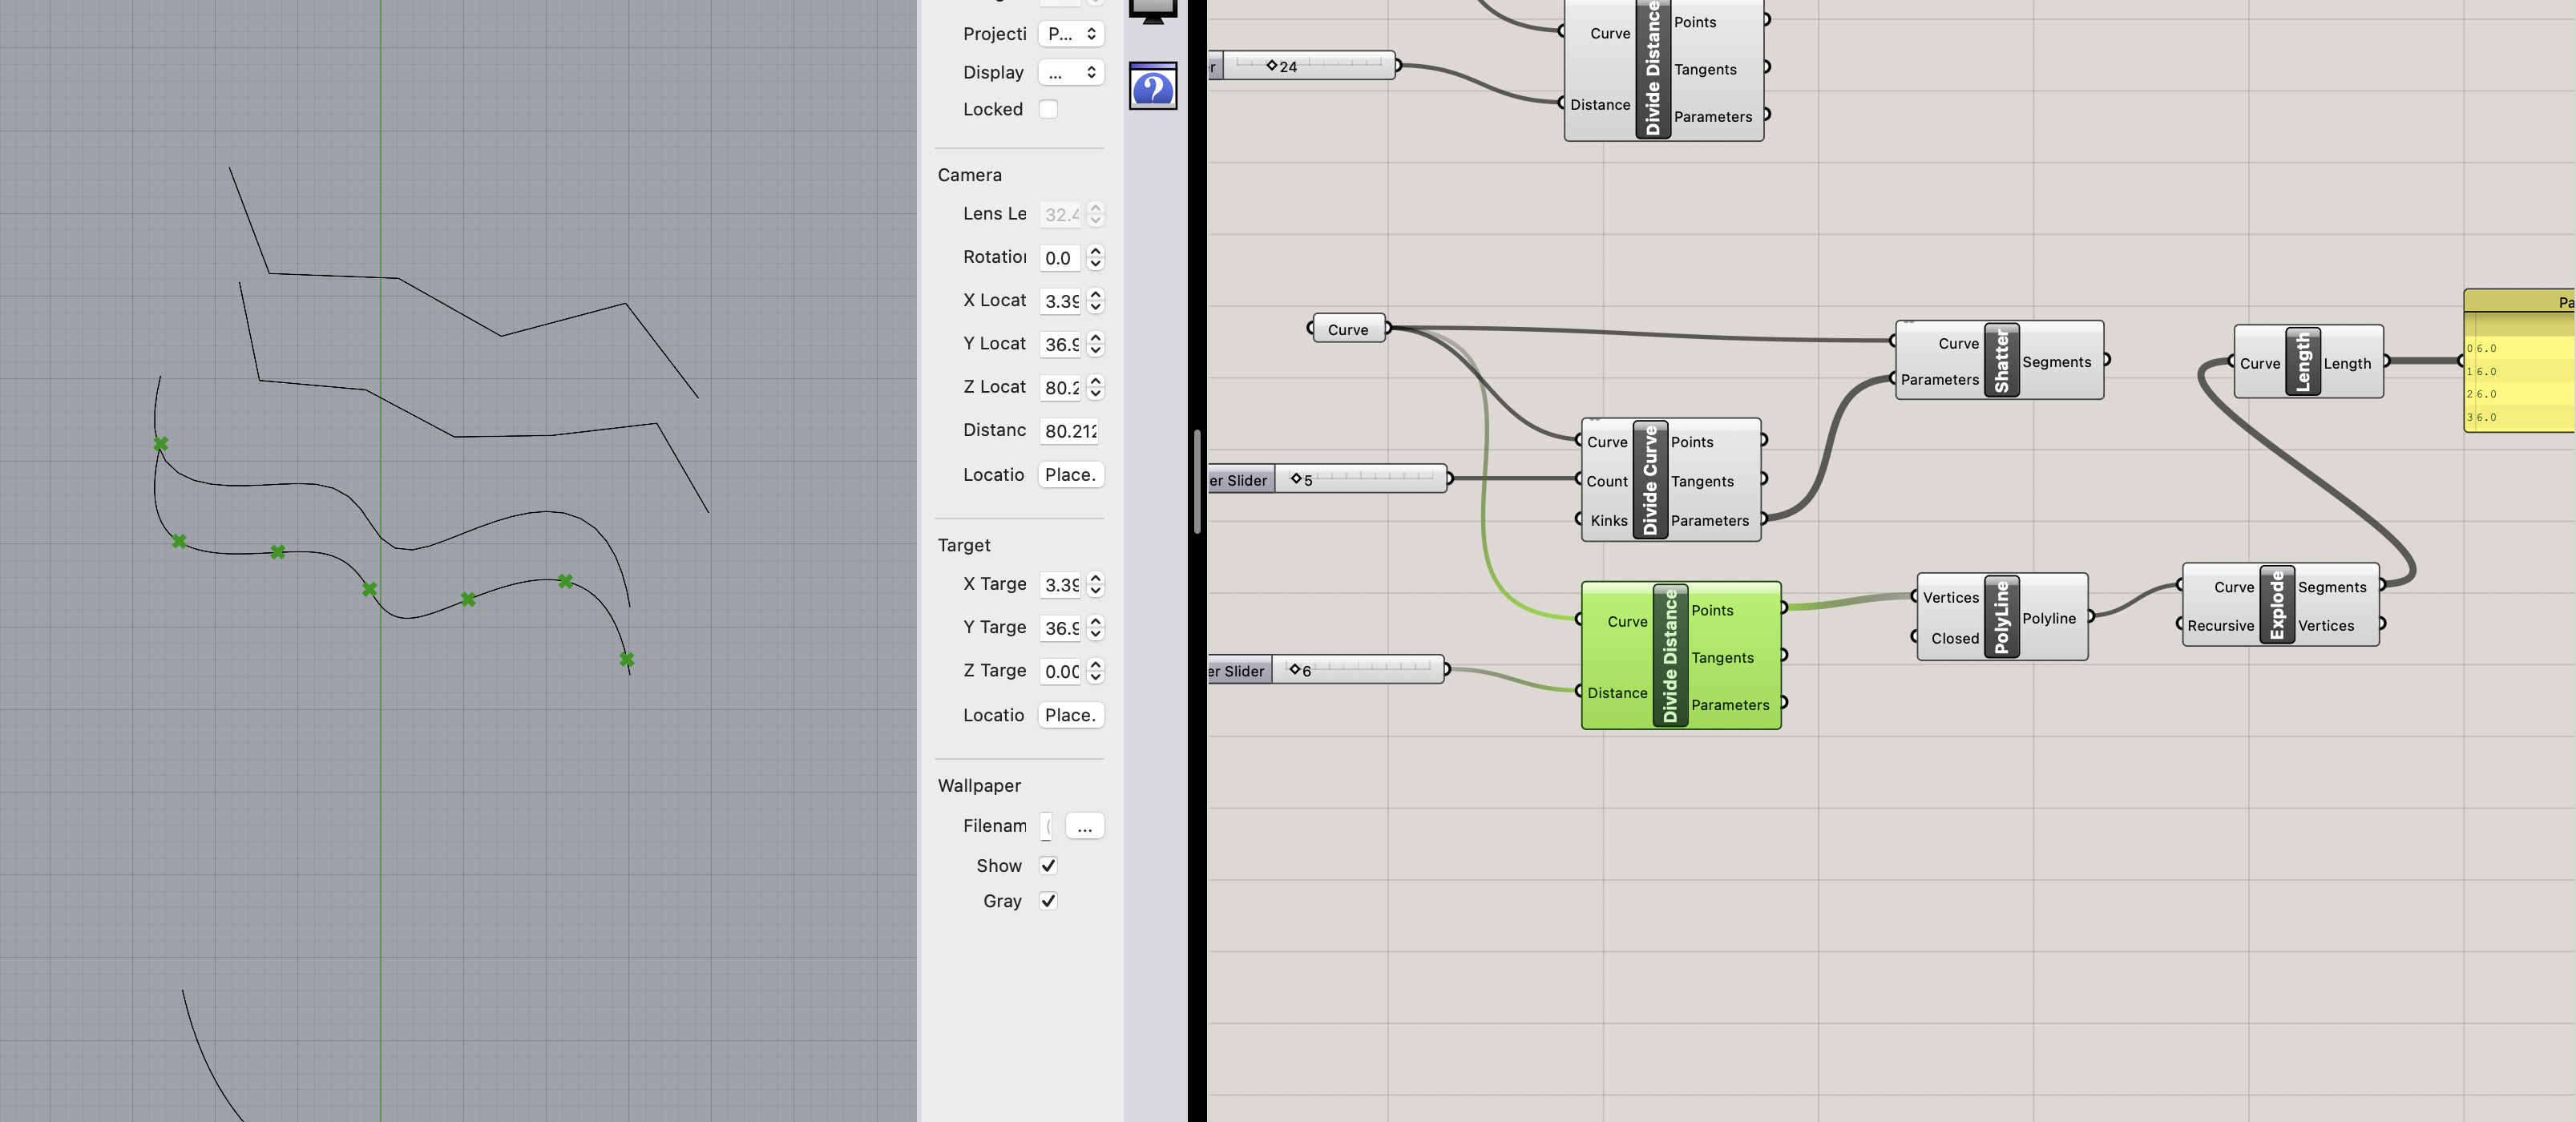 Projecti P...
Display ...
Locked
Camera
Lens Le 32.4
Rotation 0.0
X Locat 3.39
Y Locat 36.9
Z Locat 80.2
Distanc 80.212
Locatio Place.
Target
X Targe 3.39
Y Targe 36.9
Z Targe 0.00
Locatio Place.
Wallpaper
Filenam ( ...
Show
Gray
?
24
Curve
Distance
Divide Distance
Points
Tangents
Parameters
Curve
Curve
Parameters
Shatter
Segments
Curve
Length
Length
Pa
0 6.0
1 6.0
2 6.0
3 6.0
er Slider
5
Curve
Count
Kinks
Divide Curve
Points
Tangents
Parameters
er Slider
6
Curve
Distance
Divide Distance
Points
Tangents
Parameters
Vertices
Closed
PolyLine
Polyline
Curve
Recursive
Explode
Segments
Vertices